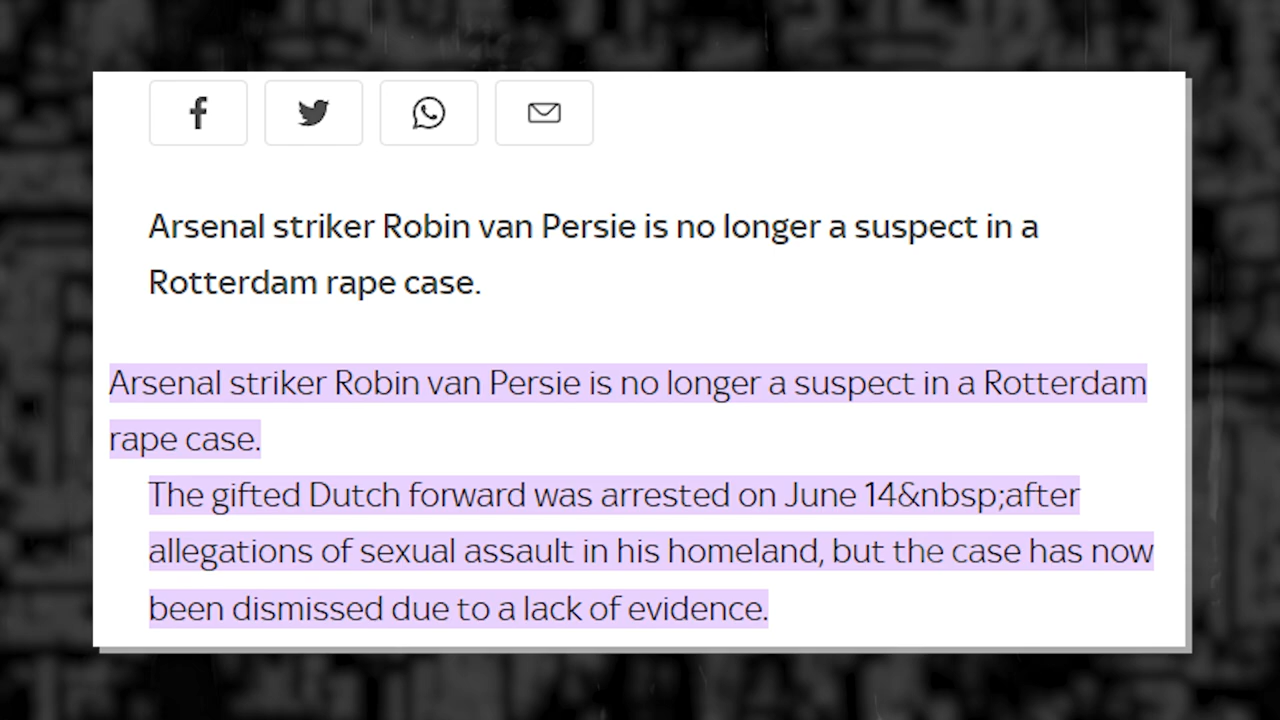 Arsenal striker Robin van Persie is no longer a suspect in a
Rotterdam rape case.
Arsenal striker Robin van Persie is no longer a suspect in a Rotterdam
rape case.
The gifted Dutch forward was arrested on June 14&nbsp;after
allegations of sexual assault in his homeland, but the case has now
been dismissed due to a lack of evidence.